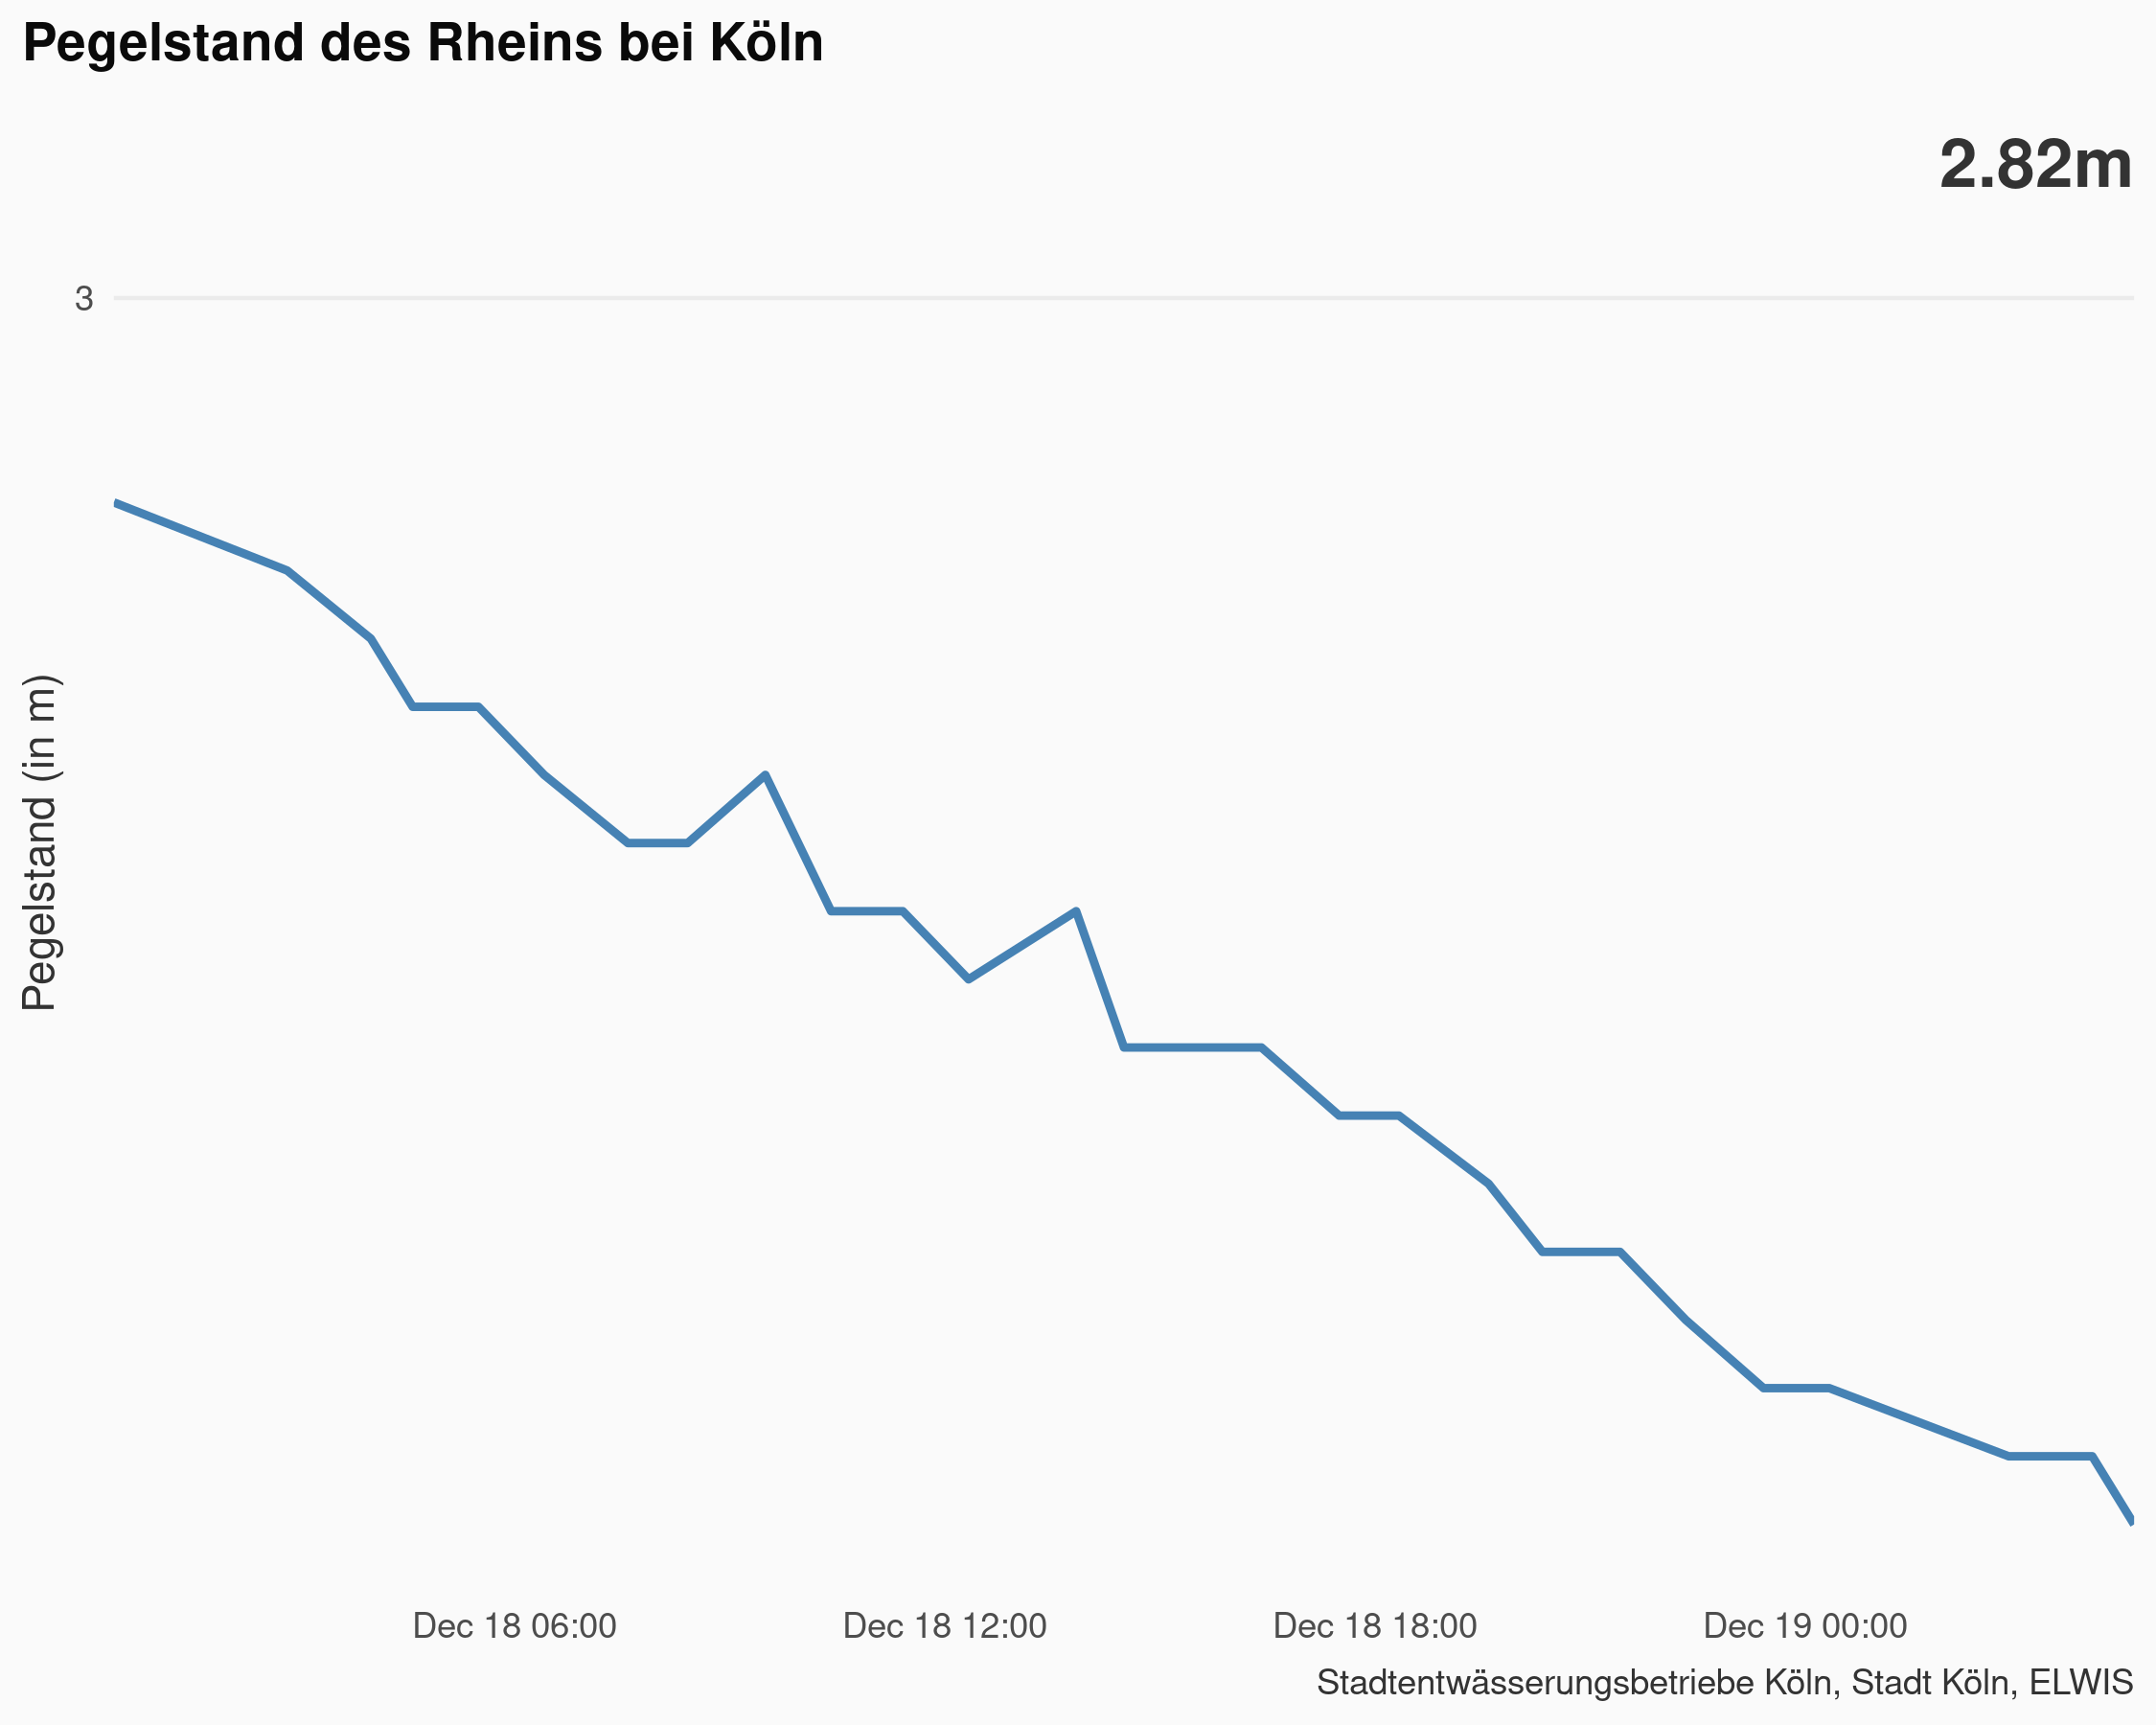 Pegelstand des Rheins bei Köln
2.82m
3
Pegelstand (in m)
Dec 18 06:00
Dec 18 12:00
Dec 18 18:00
Dec 19 00:00
Stadtentwässerungsbetriebe Köln, Stadt Köln, ELWIS